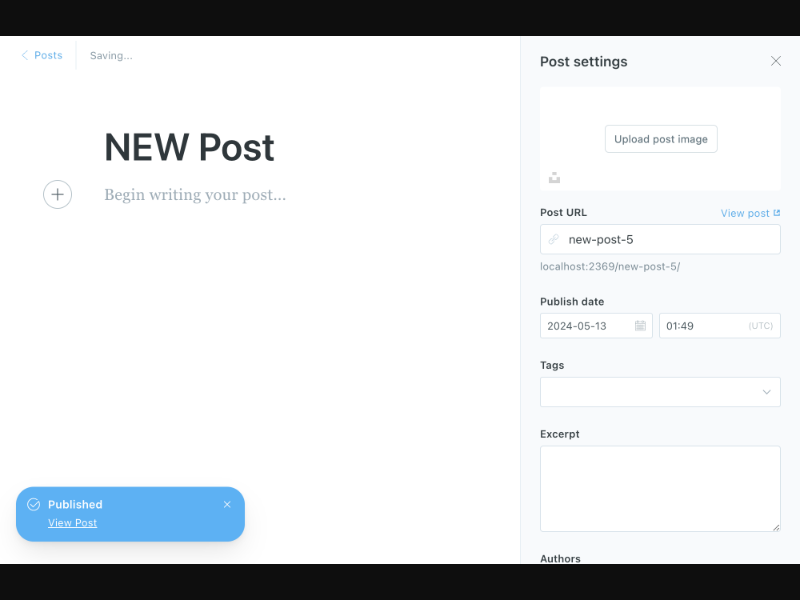 Posts
Saving...
NEW Post
Begin writing your post...
Published
View Post
Post settings
Upload post image
Post URL
View post
new-post-5
localhost:2369/new-post-5/
Publish date
2024-05-13
01:49
(UTC)
Tags
Excerpt
Authors